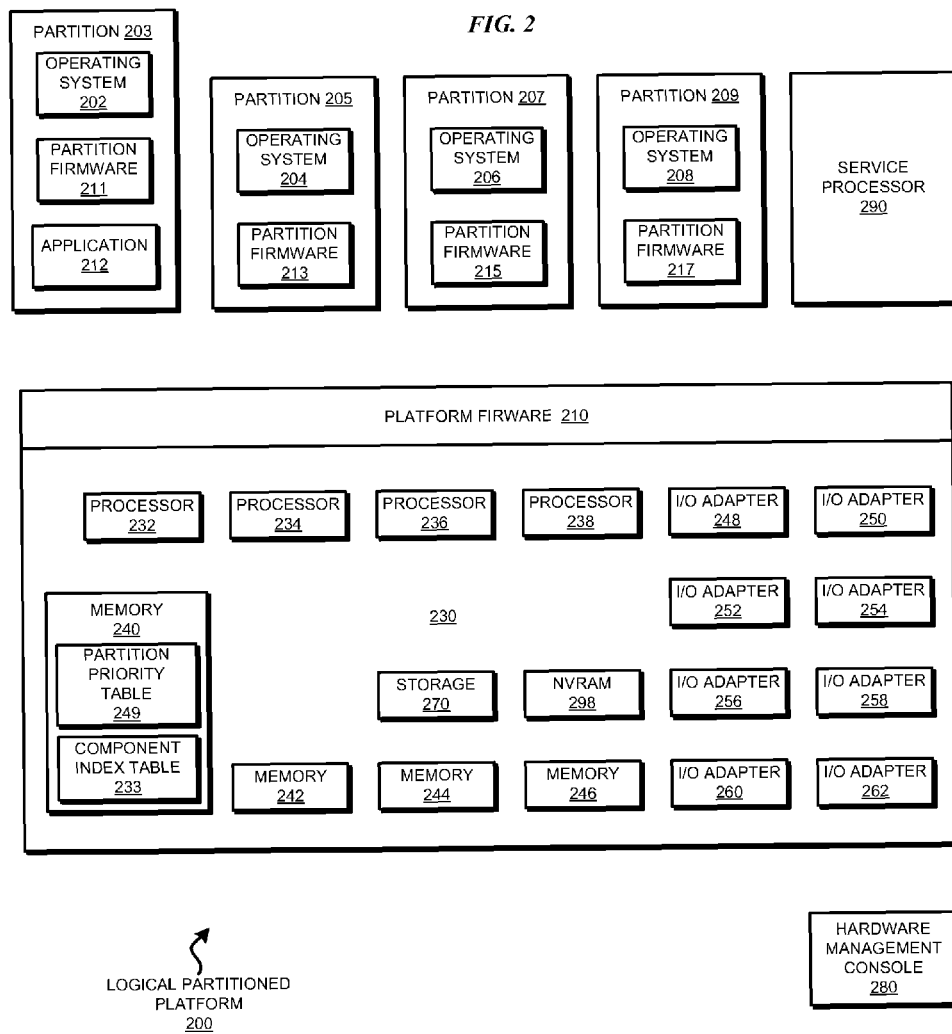 FIG. 2
PARTITION 203
OPERATING
SYSTEM
202
PARTITION
FIRMWARE
211
APPLICATION
212
PARTITION 205
OPERATING
SYSTEM
204
PARTITION
FIRMWARE
213
PARTITION 207
OPERATING
SYSTEM
206
PARTITION
FIRMWARE
215
PARTITION 209
OPERATING
SYSTEM
208
PARTITION
FIRMWARE
217
SERVICE
PROCESSOR
290
PLATFORM FIRWARE 210
PROCESSOR
232
PROCESSOR
234
PROCESSOR
236
PROCESSOR
238
I/O ADAPTER
248
I/O ADAPTER
250
MEMORY
240
PARTITION
PRIORITY
TABLE
249
COMPONENT
INDEX TABLE
233
230
I/O ADAPTER
252
I/O ADAPTER
254
STORAGE
270
NVRAM
298
I/O ADAPTER
256
I/O ADAPTER
258
MEMORY
242
MEMORY
244
MEMORY
246
I/O ADAPTER
260
I/O ADAPTER
262
LOGICAL PARTITIONED
PLATFORM
200
HARDWARE
MANAGEMENT
CONSOLE
280